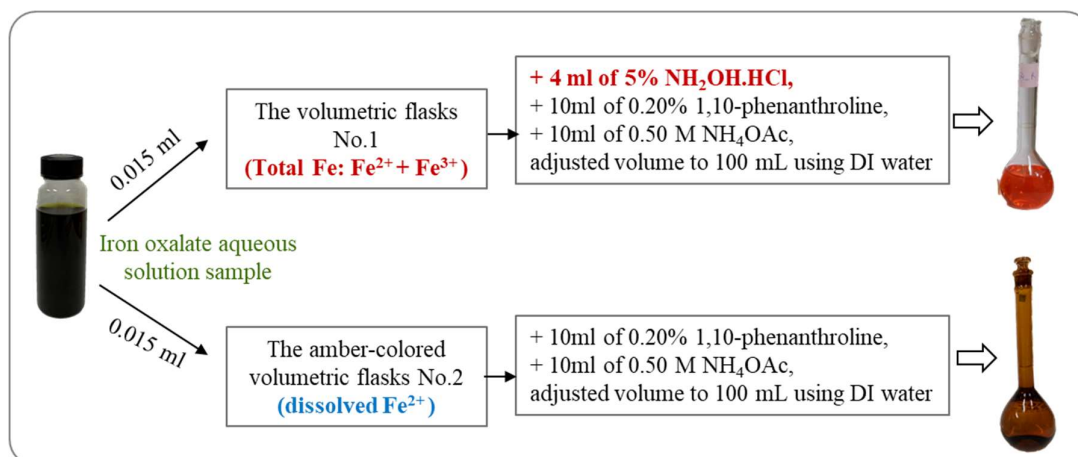 0.015 ml
Iron oxalate aqueous
solution sample
0.015 ml
The volumetric flasks
No.1
(Total Fe: Fe²⁺ + Fe³⁺)
+ 4 ml of 5% NH₂OH.HCl,
+ 10ml of 0.20% 1,10-phenanthroline,
+ 10ml of 0.50 M NH₄OAc,
adjusted volume to 100 mL using DI water
The amber-colored
volumetric flasks No.2
(dissolved Fe²⁺)
+ 10ml of 0.20% 1,10-phenanthroline,
+ 10ml of 0.50 M NH₄OAc,
adjusted volume to 100 mL using DI water